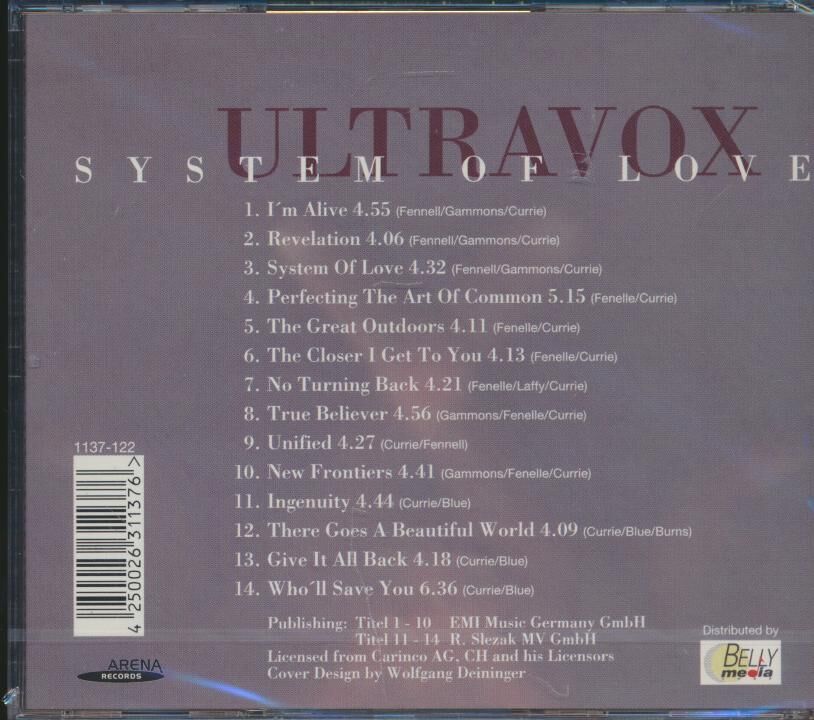 ULTRAVOX
SYSTEM OF LOVE
1. I´m Alive 4.55 (Fennell/Gammons/Currie)
2. Revelation 4.06 (Fennell/Gammons/Currie)
3. System Of Love 4.32 (Fennell/Gammons/Currie)
4. Perfecting The Art Of Common 5.15 (Fenelle/Currie)
5. The Great Outdoors 4.11 (Fenelle/Currie)
6. The Closer I Get To You 4.13 (Fenelle/Currie)
7. No Turning Back 4.21 (Fenelle/Laffy/Currie)
8. True Believer 4.56 (Gammons/Fenelle/Currie)
9. Unified 4.27 (Currie/Fennell)
10. New Frontiers 4.41 (Gammons/Fenelle/Currie)
11. Ingenuity 4.44 (Currie/Blue)
12. There Goes A Beautiful World 4.09 (Currie/Blue/Burns)
13. Give It All Back 4.18 (Currie/Blue)
14. Who´ll Save You 6.36 (Currie/Blue)
Publishing: Titel 1 - 10 EMI Music Germany GmbH
Titel 11 - 14 R. Slezak MV GmbH
Licensed from Carinco AG, CH and his Licensors
Cover Design by Wolfgang Deininger
1137-122
4 250026 311376 >
ARENA
RECORDS
Distributed by
BELLY
media